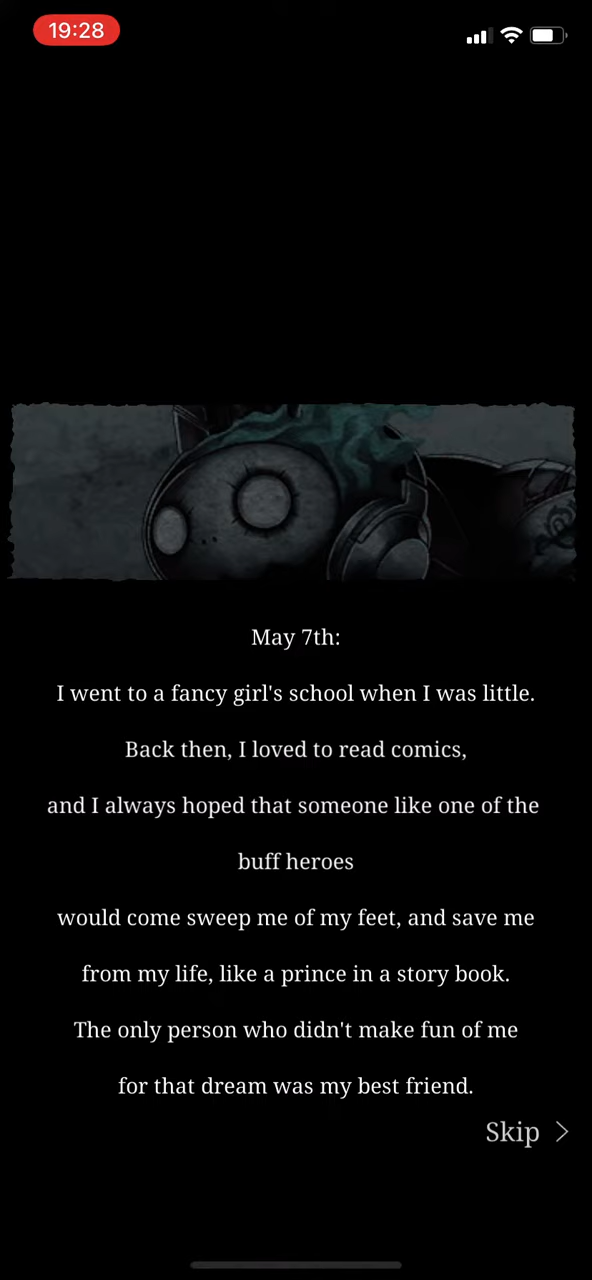 19:28
May 7th:
I went to a fancy girl's school when I was little.
Back then, I loved to read comics,
and I always hoped that someone like one of the
buff heroes
would come sweep me of my feet, and save me
from my life, like a prince in a story book.
The only person who didn't make fun of me
for that dream was my best friend.
Skip